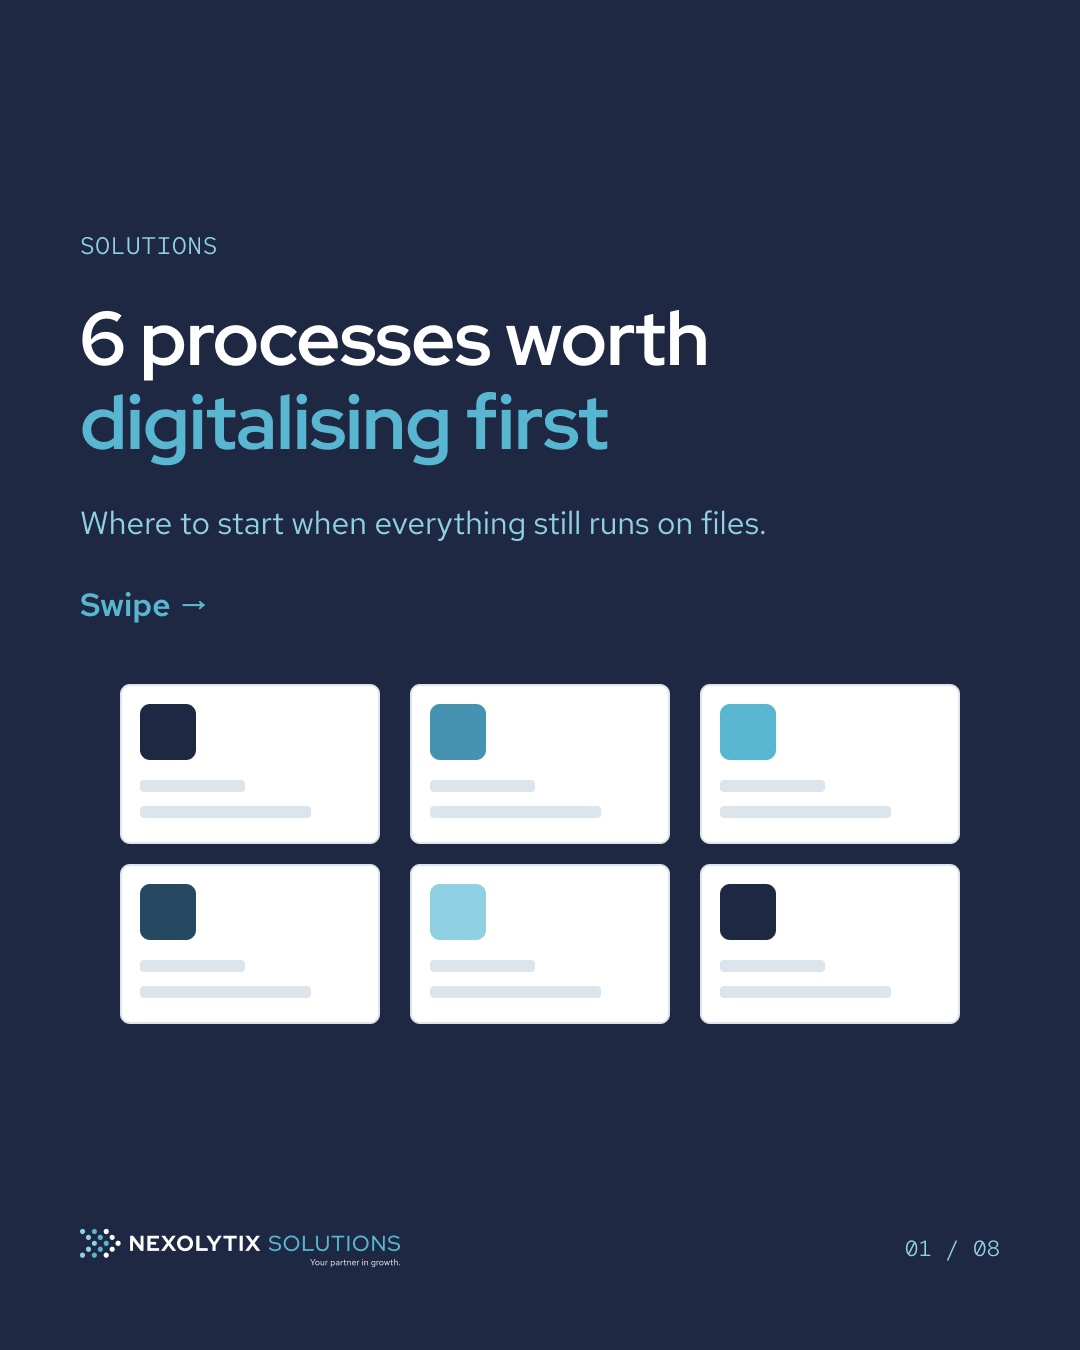 SOLUTIONS
6 processes worth
digitalising first
Where to start when everything still runs on files.
Swipe →
NEXOLYTIX SOLUTIONS
Your partner in growth.
01 / 08